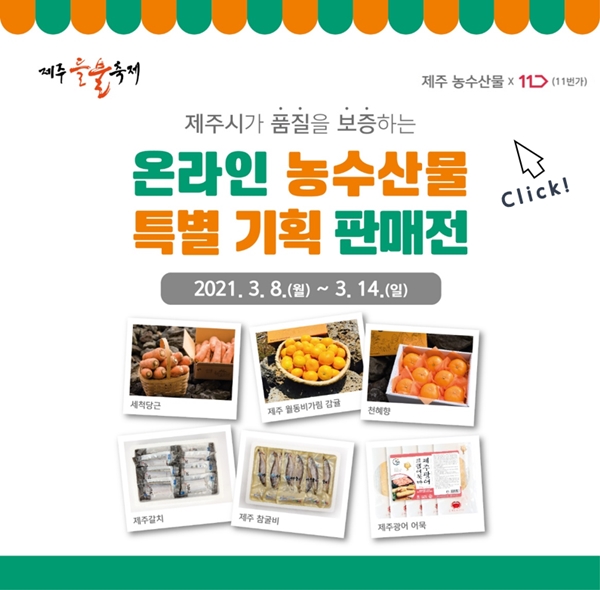 제주 들불축제
제주 농수산물 x 11 (11번가)
제주시가 품질을 보증하는
Click!
온라인 농수산물
특별 기획 판매전
2021. 3. 8.(월) ~ 3. 14.(일)
세척당근
제주 월동비가림 감귤
천혜향
제주갈치
제주 참굴비
제주광어 어묵